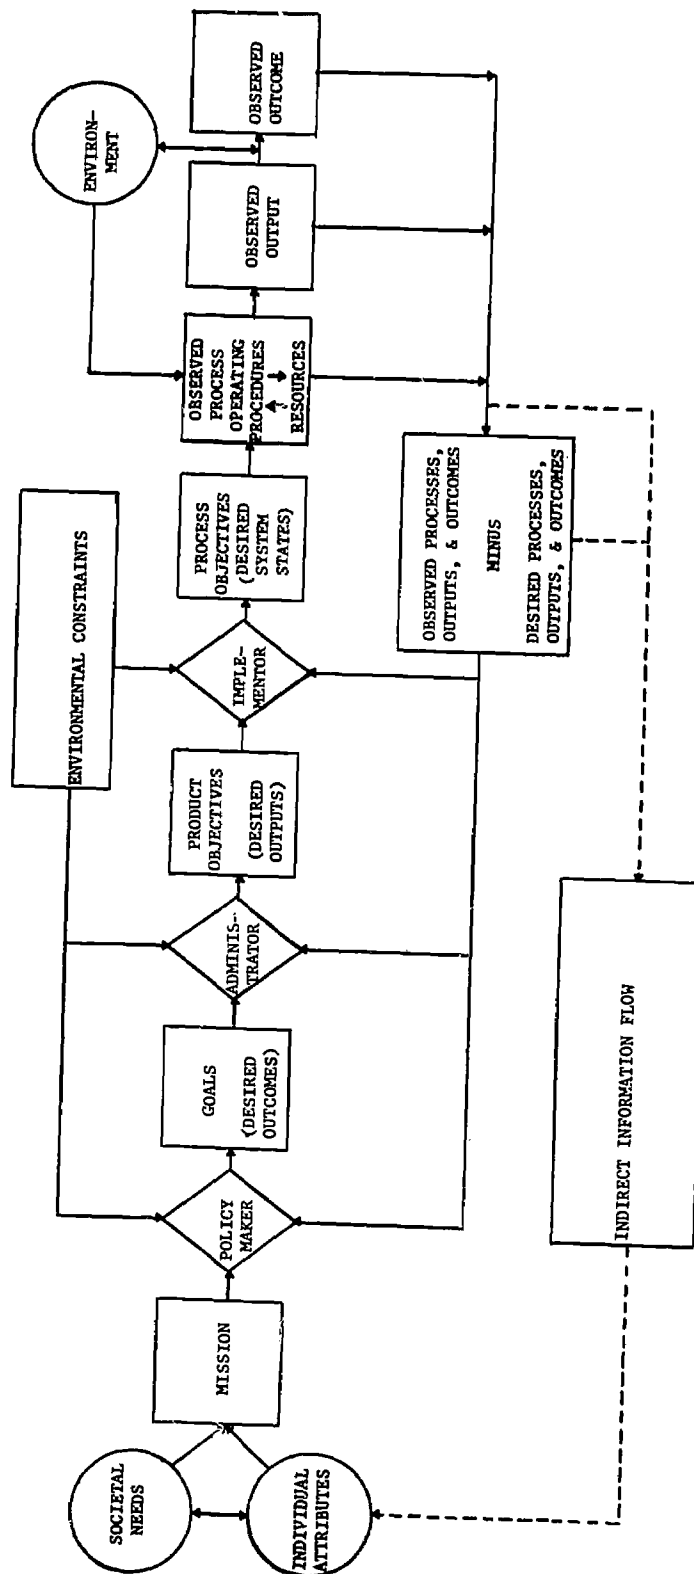 SOCIETAL
NEEDS
INDIVIDUAL
ATTRIBUTES
MISSION
POLICY
MAKER
GOALS
(DESIRED
OUTCOMES)
ADMINIS-
TRATOR
PRODUCT
OBJECTIVES
(DESIRED
OUTPUTS)
IMPLE-
MENTOR
ENVIRONMENTAL CONSTRAINTS
PROCESS
OBJECTIVES
(DESIRED
SYSTEM
STATES)
OBSERVED
PROCESS
OPERATING
PROCEDURES
RESOURCES
OBSERVED
OUTPUT
ENVIRON-
MENT
OBSERVED
OUTCOME
OBSERVED PROCESSES,
OUTPUTS, & OUTCOMES
MINUS
DESIRED PROCESSES,
OUTPUTS, & OUTCOMES
INDIRECT INFORMATION FLOW